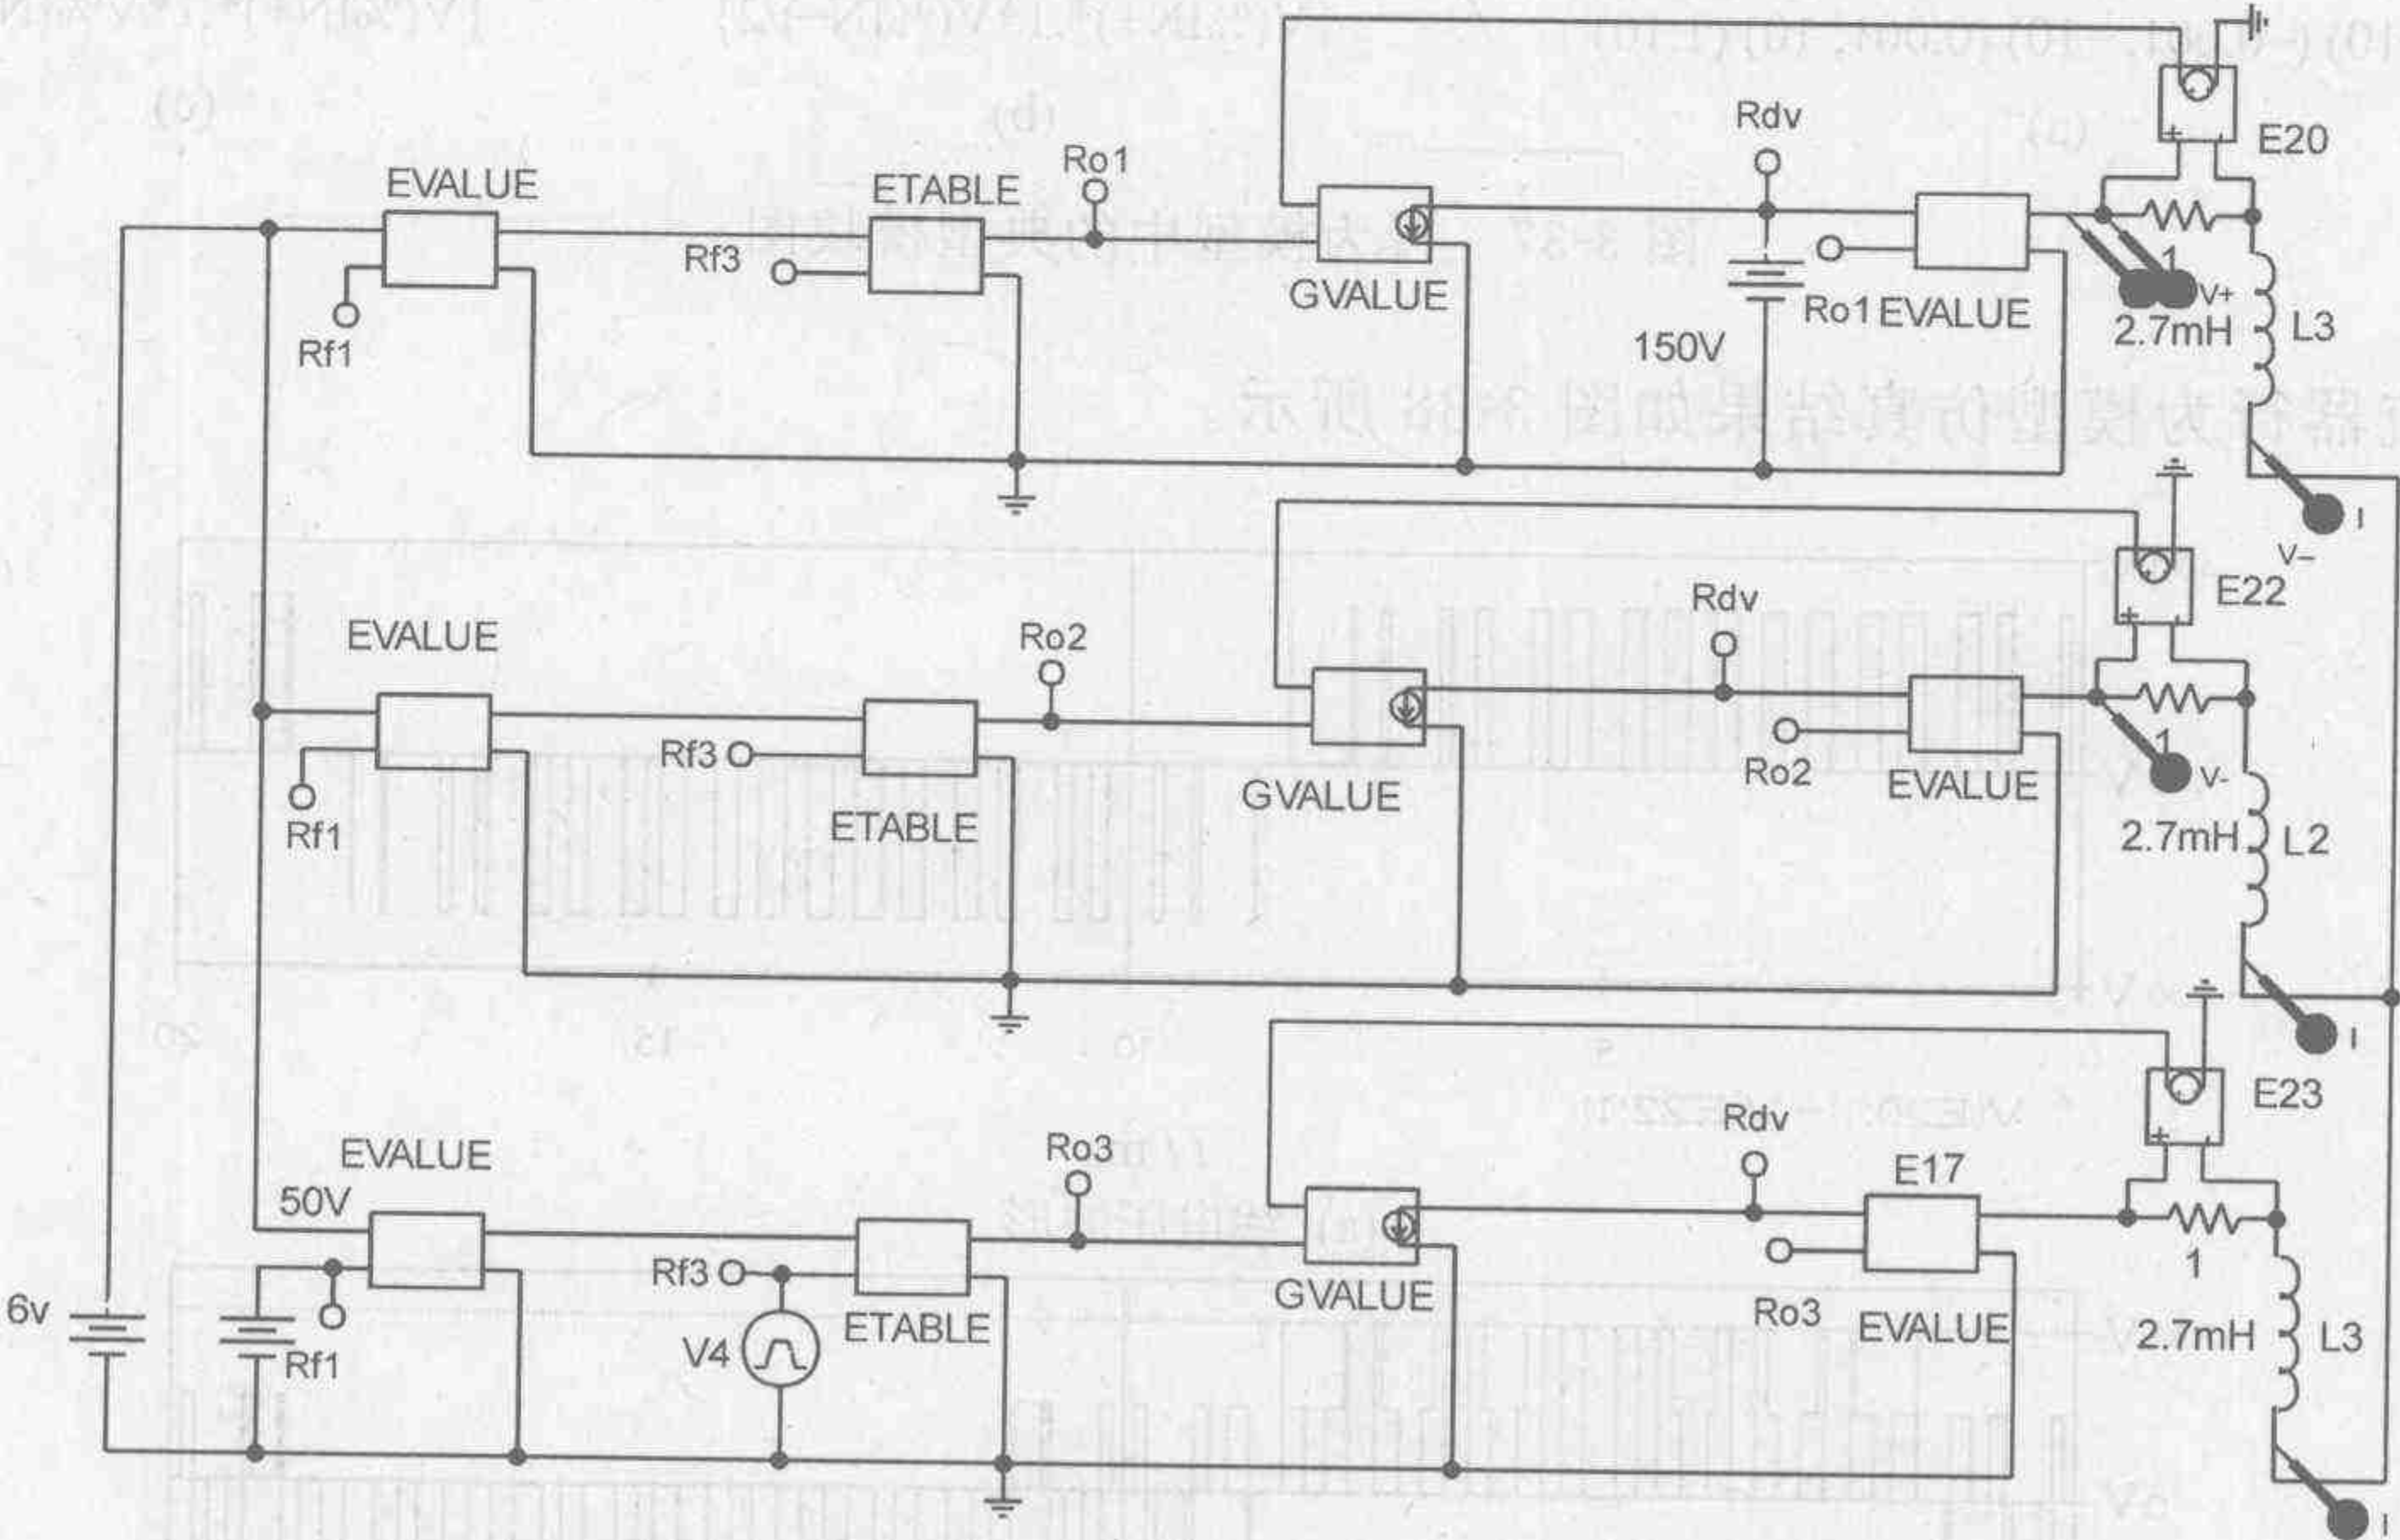 E20
Rdv
EVALUE
ETABLE
Ro1
Rf3
GVALUE
1
V+
Rf1
150V
Ro1
EVALUE
2.7mH
L3
I
V-
E22
EVALUE
Ro2
Rdv
Rf3
GVALUE
Ro2
EVALUE
1
V-
Rf1
ETABLE
2.7mH
L2
I
E23
EVALUE
Ro3
Rdv
E17
50V
Rf3
GVALUE
Ro3
EVALUE
1
6v
Rf1
V4
ETABLE
2.7mH
L3
I